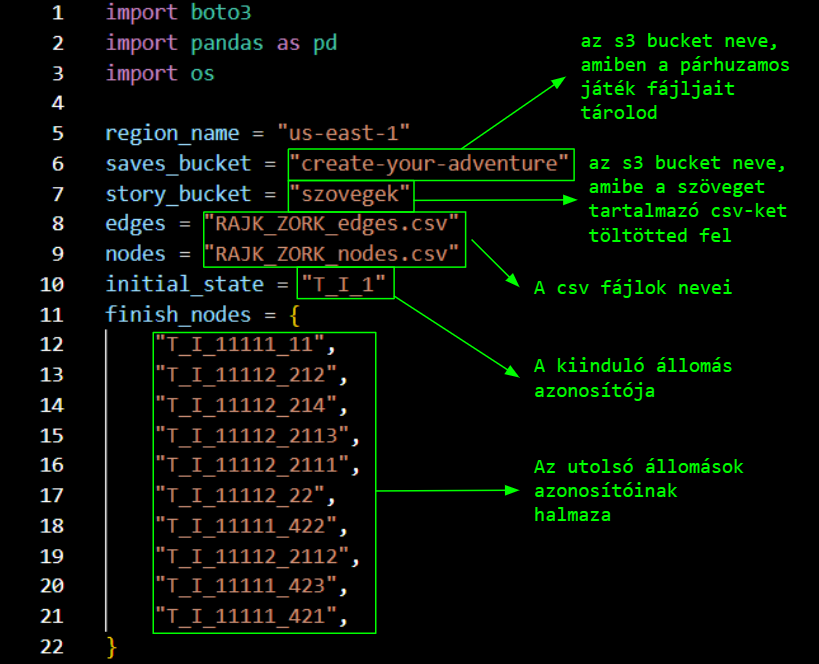 1 import boto3
2 import pandas as pd
3 import os
4
5 region_name = "us-east-1"
6 saves_bucket = "create-your-adventure"
7 story_bucket = "szovegek"
8 edges = "RAJK_ZORK_edges.csv"
9 nodes = "RAJK_ZORK_nodes.csv"
10 initial_state = "T_I_1"
11 finish_nodes = {
12 "T_I_11111_11",
13 "T_I_11112_212",
14 "T_I_11112_214",
15 "T_I_11112_2113",
16 "T_I_11112_2111",
17 "T_I_11112_22",
18 "T_I_11111_422",
19 "T_I_11112_2112",
20 "T_I_11111_423",
21 "T_I_11111_421",
22 }
az s3 bucket neve,
amiben a párhuzamos
játék fájljait
tárolod
az s3 bucket neve,
amibe a szöveget
tartalmazó csv-ket
töltötted fel
A csv fájlok nevei
A kiinduló állomás
azonosítója
Az utolsó állomások
azonosítóinak
halmaza